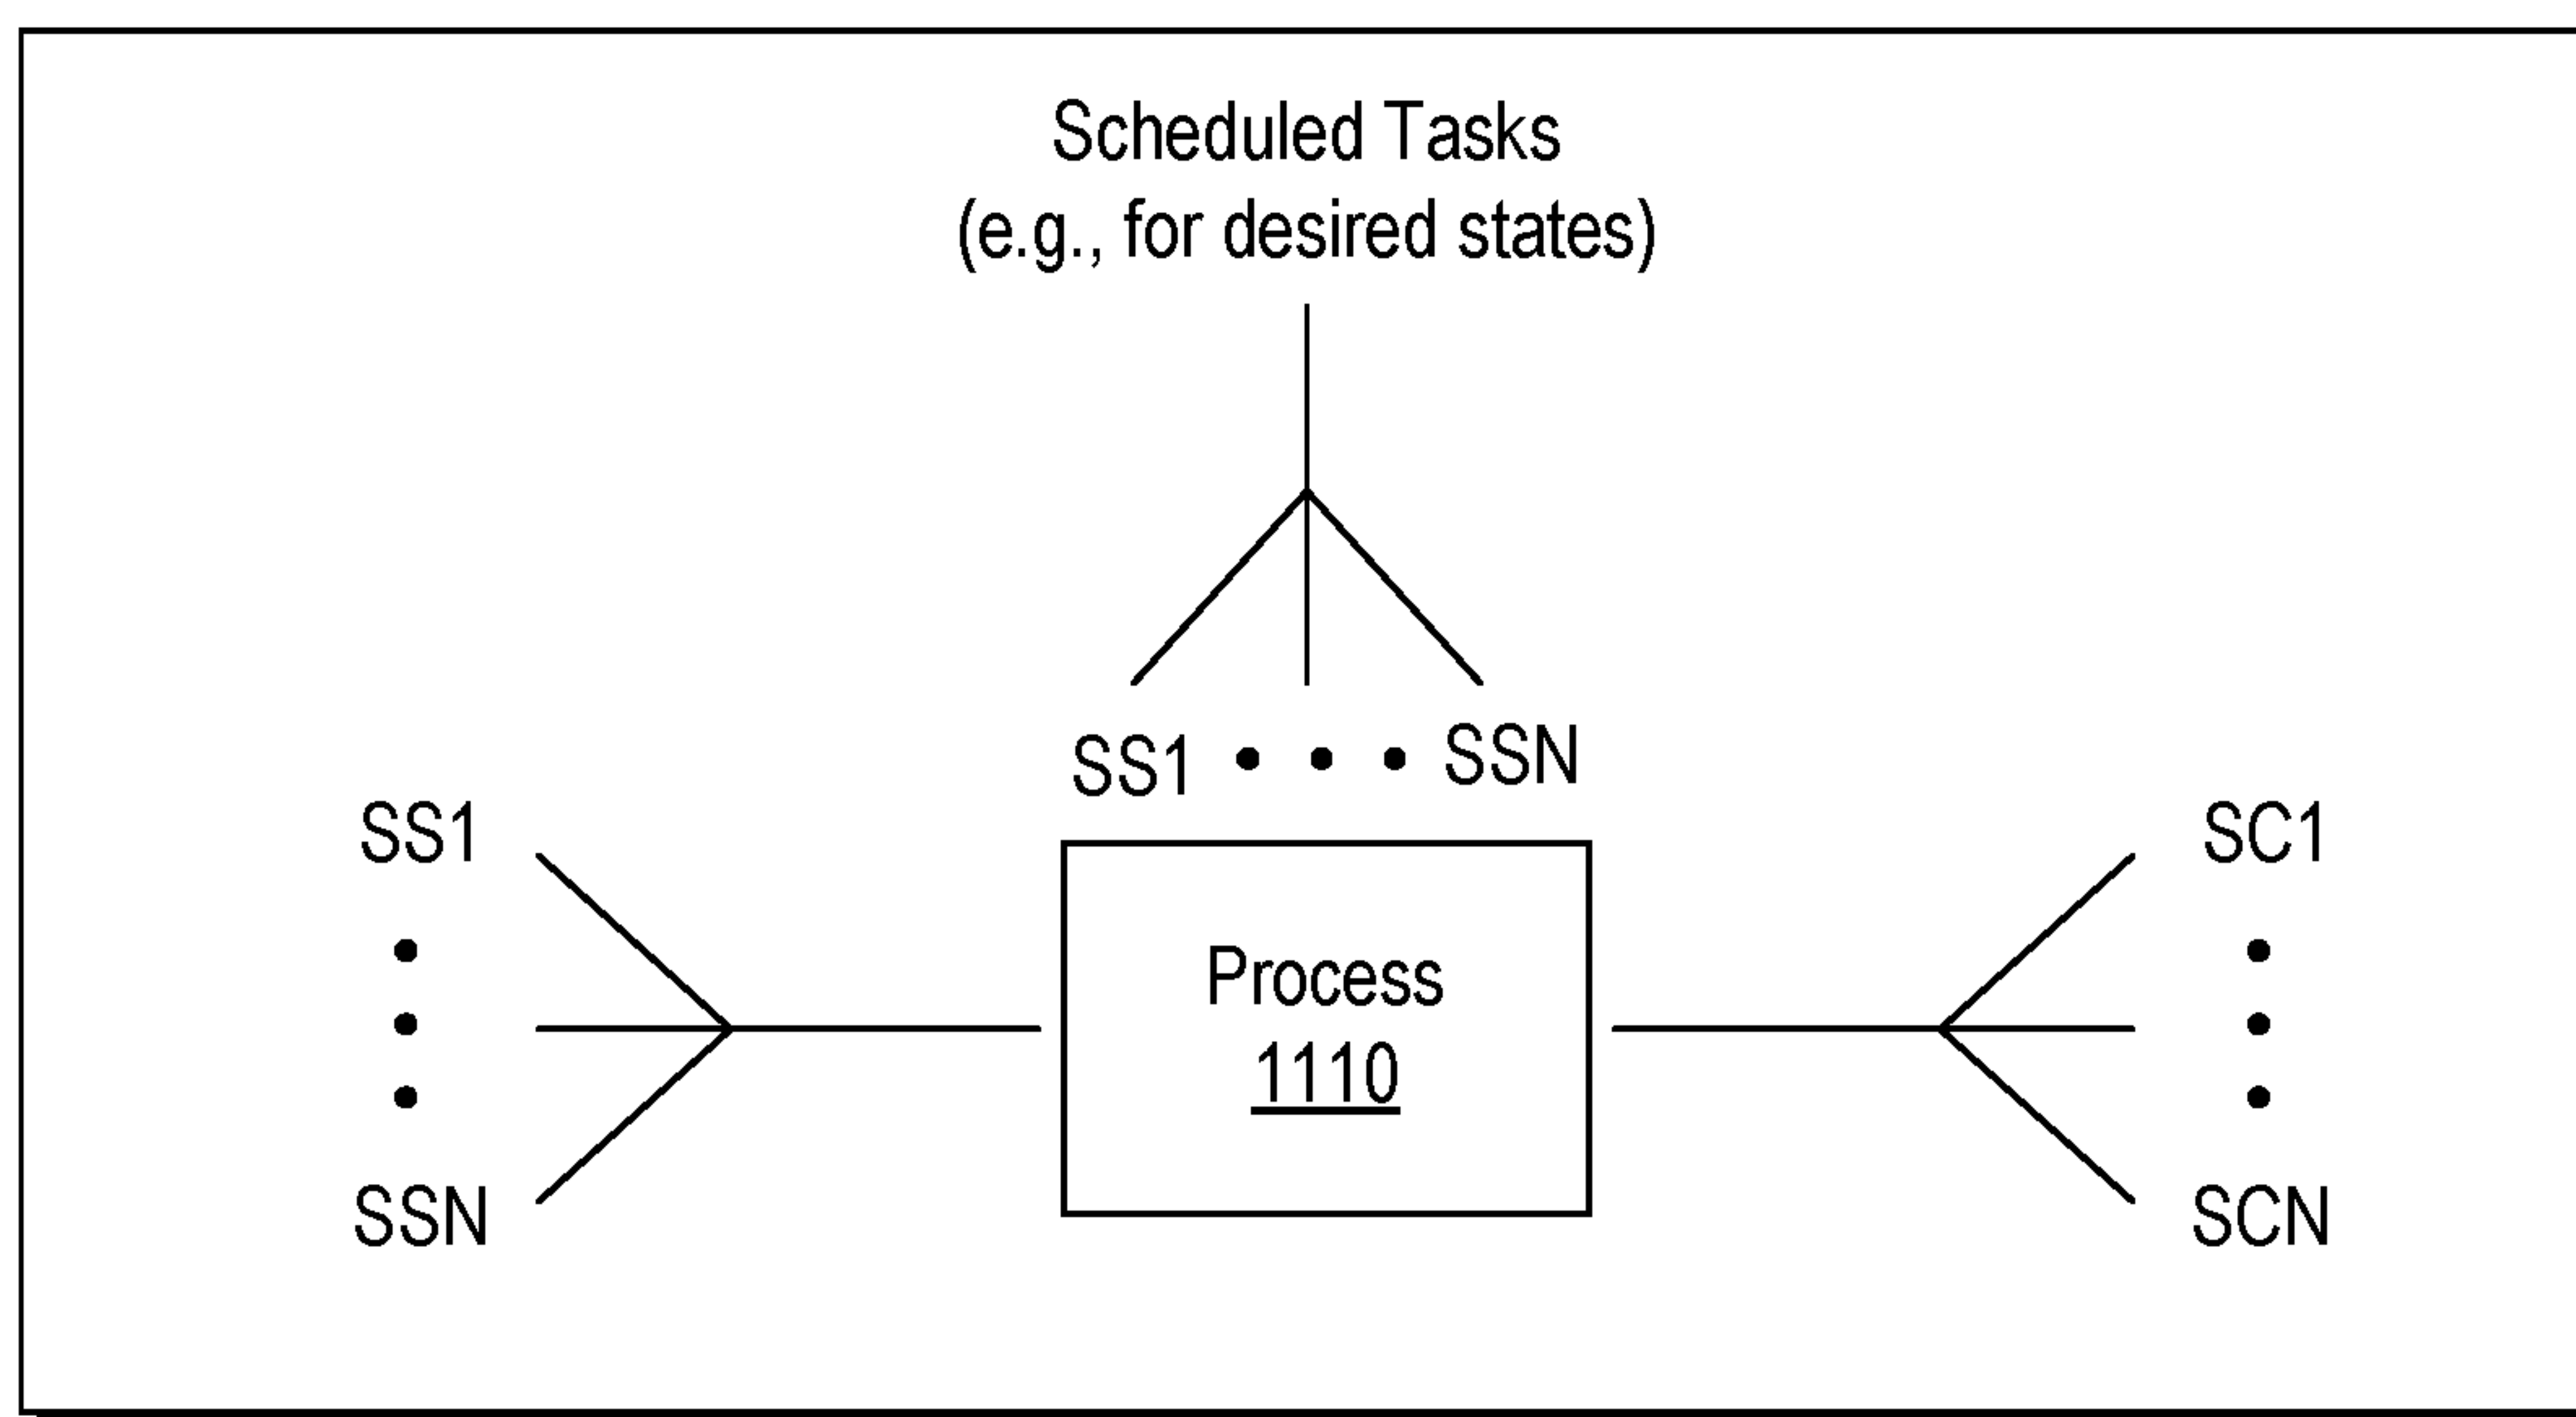 Scheduled Tasks
(e.g., for desired states)
SS1 • • • SSN
SS1
•
•
•
SSN
Process
1110
SC1
•
•
•
SCN